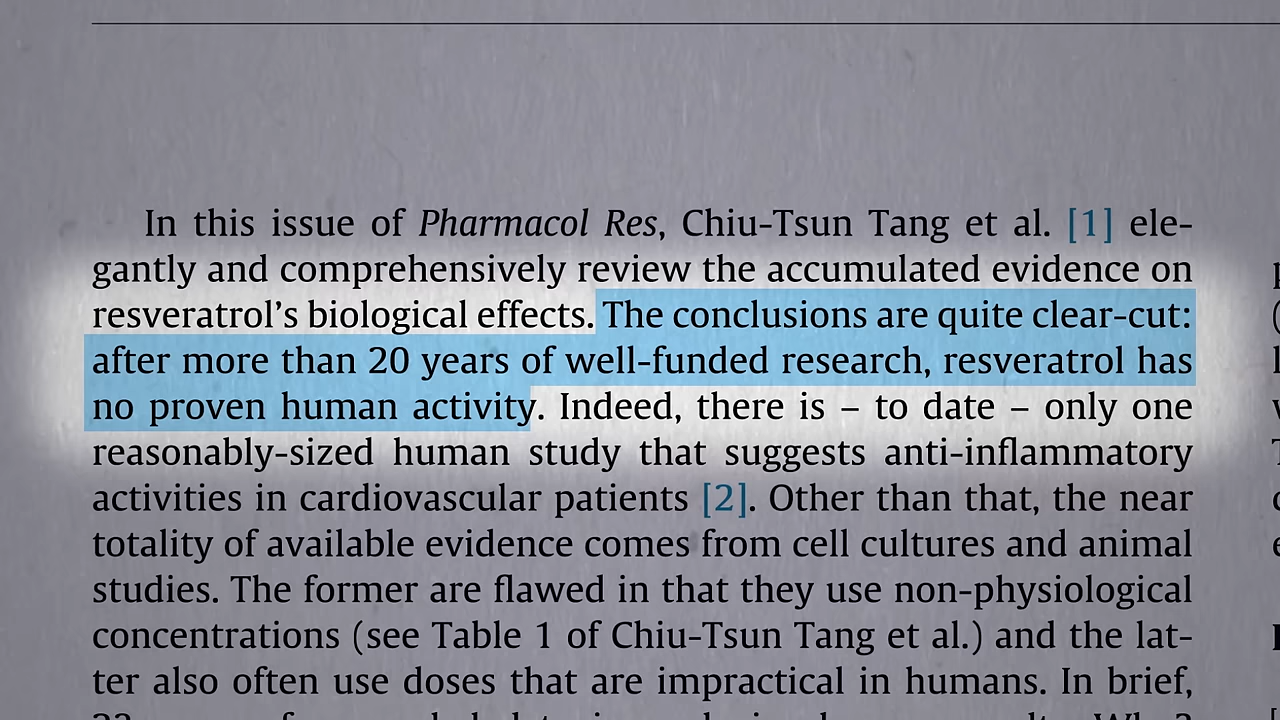 In this issue of Pharmacol Res, Chiu-Tsun Tang et al. [1] ele-
gantly and comprehensively review the accumulated evidence on
resveratrol’s biological effects. The conclusions are quite clear-cut:
after more than 20 years of well-funded research, resveratrol has
no proven human activity. Indeed, there is – to date – only one
reasonably-sized human study that suggests anti-inflammatory
activities in cardiovascular patients [2]. Other than that, the near
totality of available evidence comes from cell cultures and animal
studies. The former are flawed in that they use non-physiological
concentrations (see Table 1 of Chiu-Tsun Tang et al.) and the lat-
ter also often use doses that are impractical in humans. In brief,